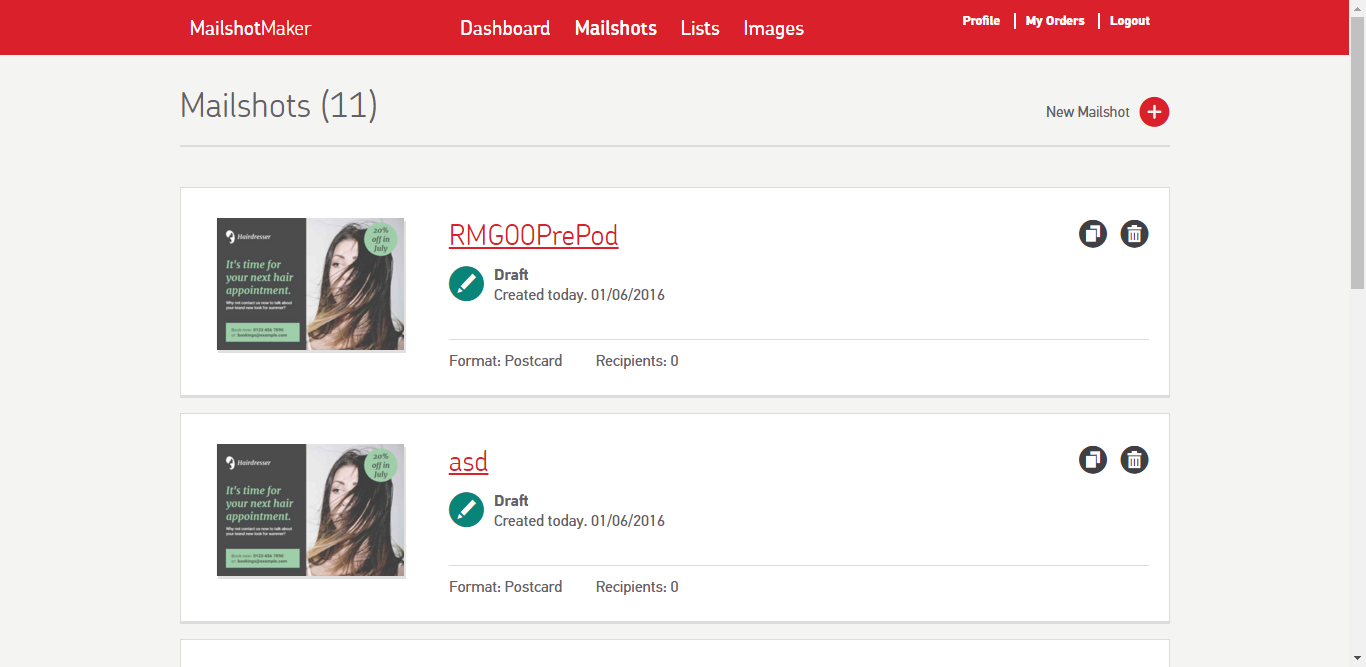 MailshotMaker
Dashboard Mailshots Lists Images
Profile My Orders Logout
Mailshots (11)
New Mailshot
Hairdresser
20%
off in
July
It's time for
your next hair
appointment.
Why not contact us now to talk about
your brand new look for summer?
Book now: 0123 456 7890
or: bookings@example.com
RMG00PrePod
Draft
Created today. 01/06/2016
Format: Postcard Recipients: 0
Hairdresser
20%
off in
July
It's time for
your next hair
appointment.
Why not contact us now to talk about
your brand new look for summer?
Book now: 0123 456 7890
or: bookings@example.com
asd
Draft
Created today. 01/06/2016
Format: Postcard Recipients: 0